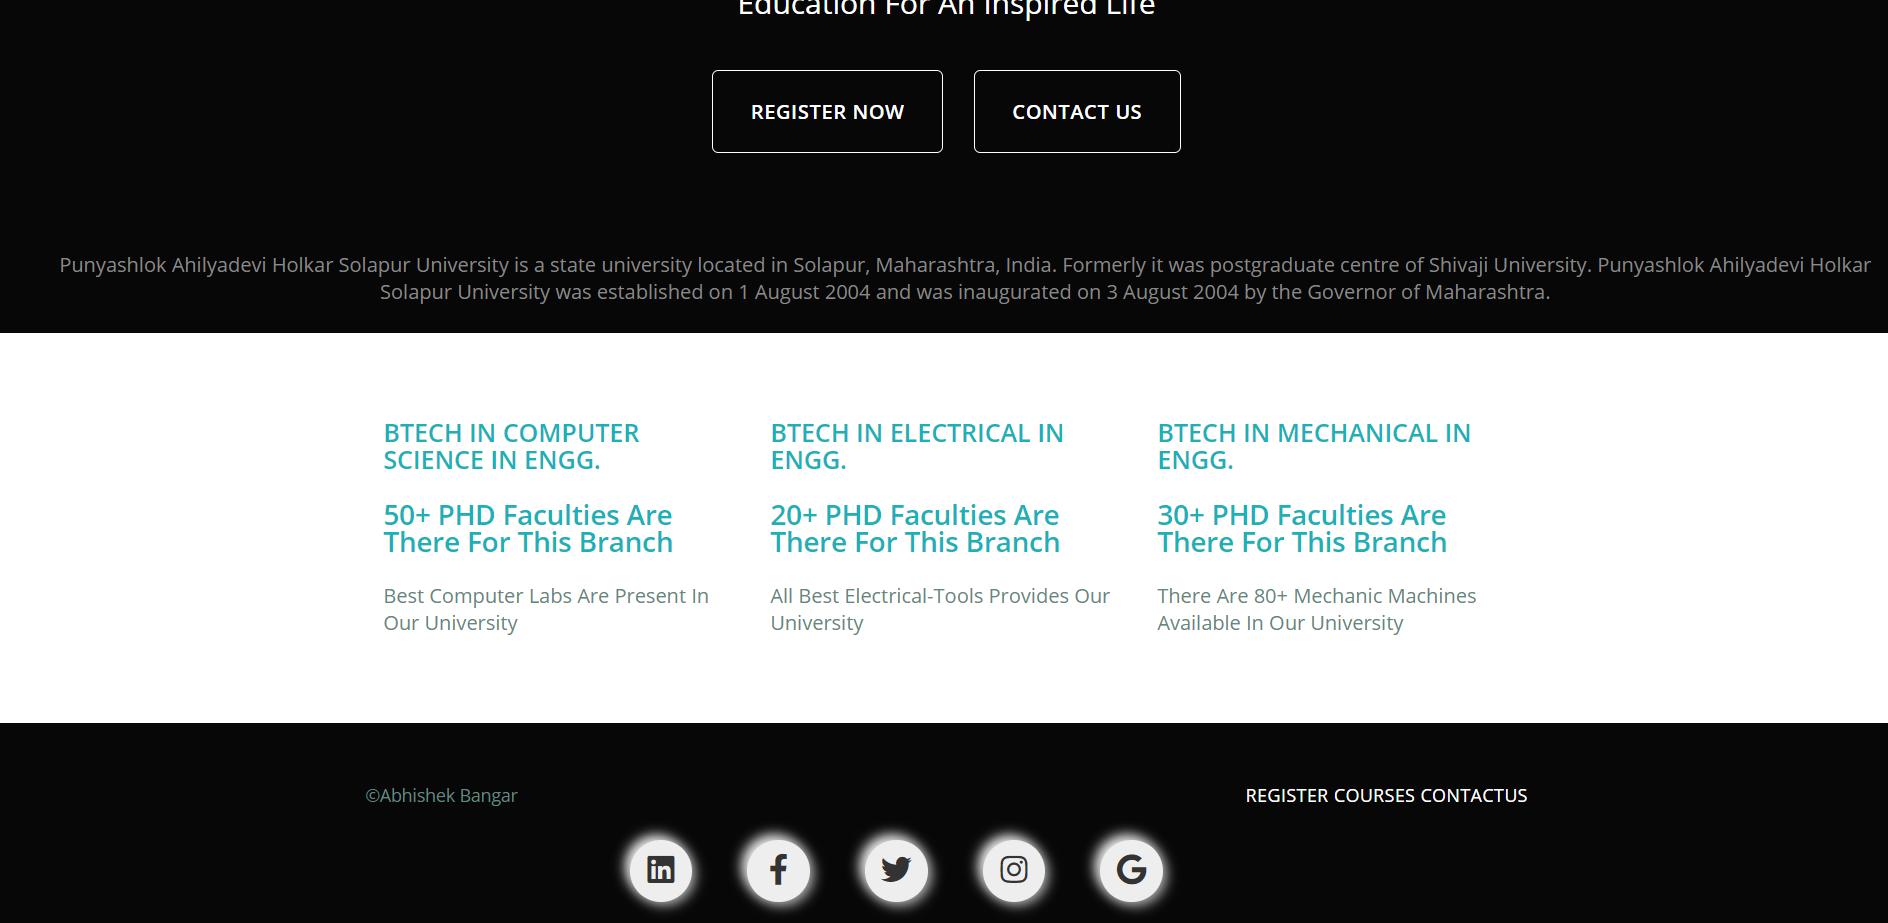 Education For An Inspired Life
REGISTER NOW
CONTACT US
Punyashlok Ahilyadevi Holkar Solapur University is a state university located in Solapur, Maharashtra, India. Formerly it was postgraduate centre of Shivaji University. Punyashlok Ahilyadevi Holkar
Solapur University was established on 1 August 2004 and was inaugurated on 3 August 2004 by the Governor of Maharashtra.
BTECH IN COMPUTER
SCIENCE IN ENGG.
50+ PHD Faculties Are
There For This Branch
Best Computer Labs Are Present In
Our University
BTECH IN ELECTRICAL IN
ENGG.
20+ PHD Faculties Are
There For This Branch
All Best Electrical-Tools Provides Our
University
BTECH IN MECHANICAL IN
ENGG.
30+ PHD Faculties Are
There For This Branch
There Are 80+ Mechanic Machines
Available In Our University
©Abhishek Bangar
REGISTER COURSES CONTACTUS